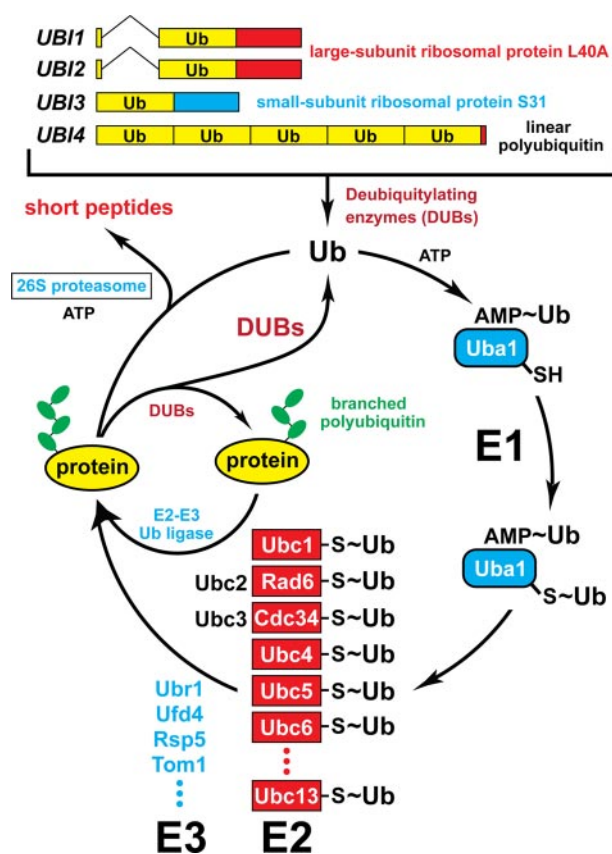 UBI1 Ub
large-subunit ribosomal protein L40A
UBI2 Ub
UBI3 Ub small-subunit ribosomal protein S31
UBI4 Ub Ub Ub Ub Ub linear
polyubiquitin
Deubiquitylating
enzymes (DUBs)
short peptides
Ub
ATP
26S proteasome
ATP
DUBs
AMP~Ub
Uba1
SH
DUBs
branched
polyubiquitin
protein
protein
E1
E2-E3
Ub ligase
AMP~Ub
Uba1
S~Ub
Ubc1 S~Ub
Ubc2 Rad6 S~Ub
Ubc3 Cdc34 S~Ub
Ubc4 S~Ub
Ubc5 S~Ub
Ubc6 S~Ub
Ubc13 S~Ub
Ubr1
Ufd4
Rsp5
Tom1
E3 E2